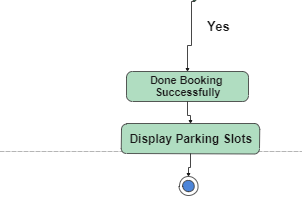 Yes
Done Booking
Successfully
Display Parking Slots